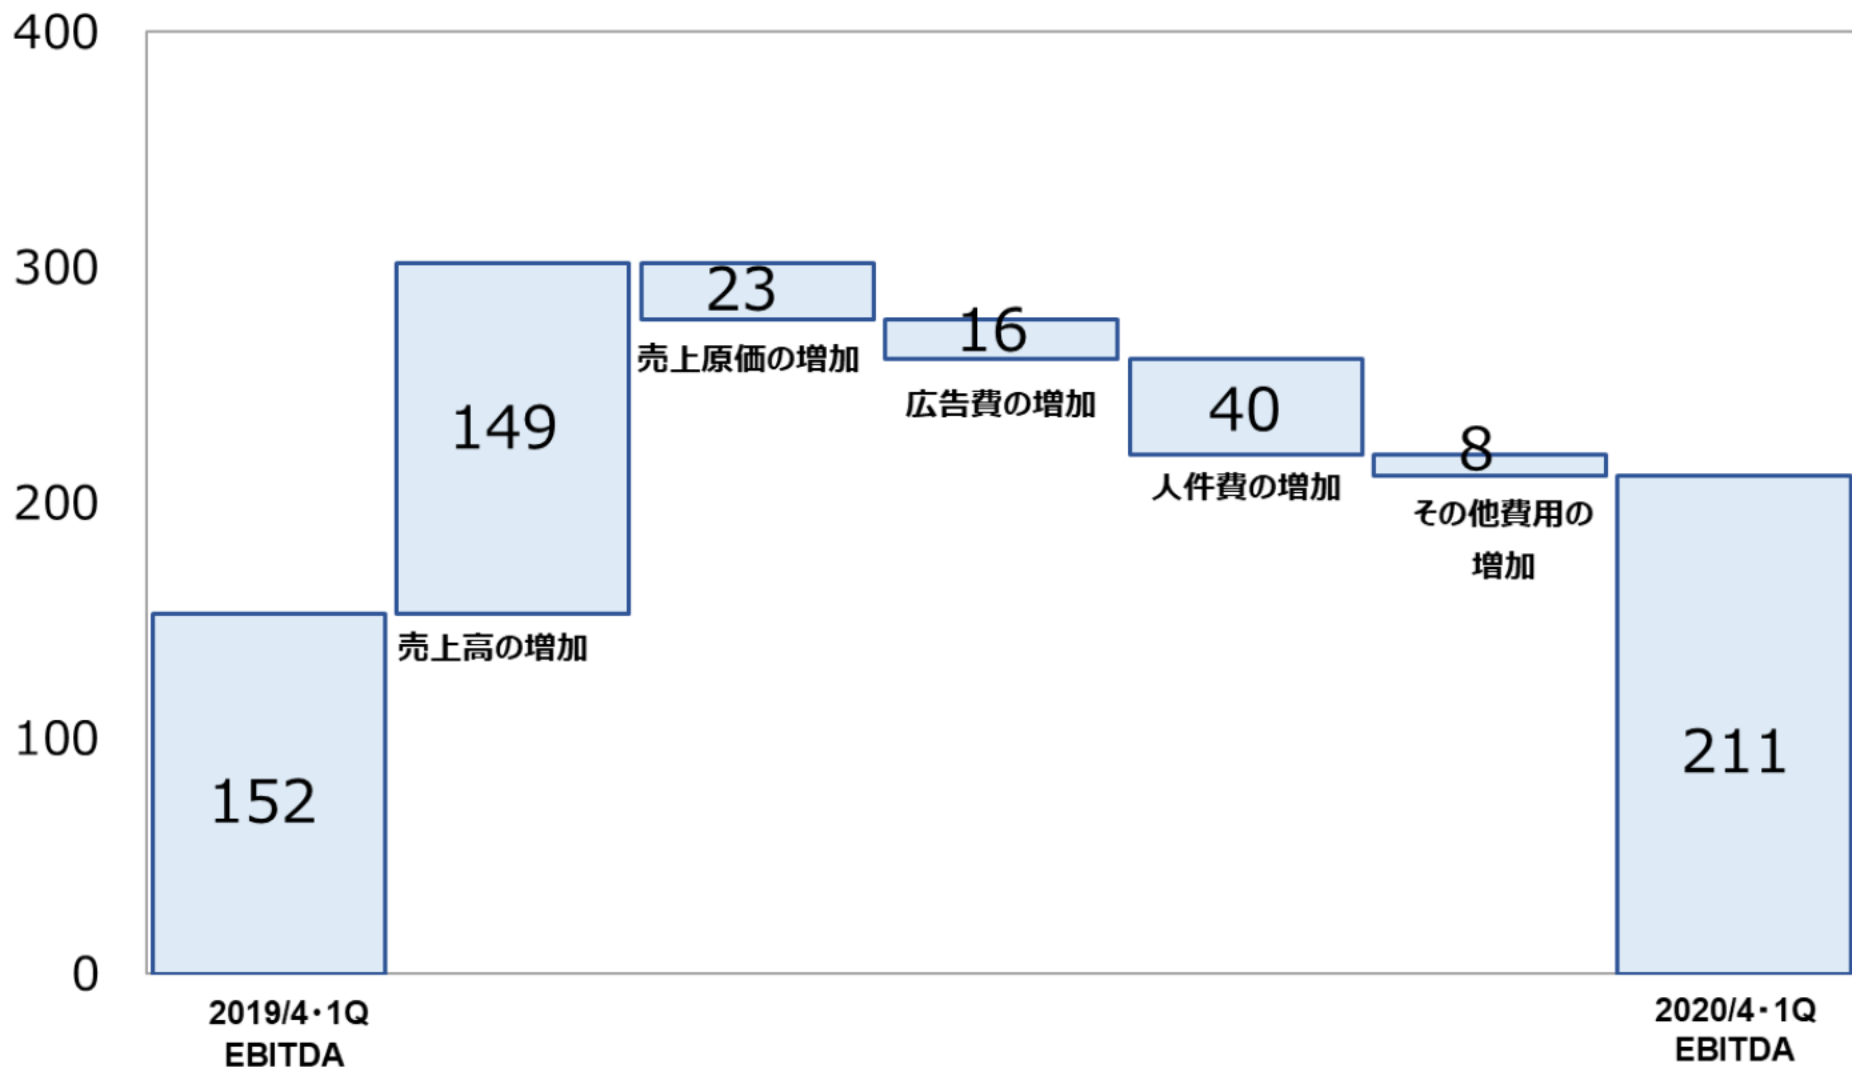 400
300
200
100
0
152
149
売上高の増加
23
売上原価の増加
16
広告費の増加
40
人件費の増加
8
その他費用の
増加
211
2019/4・1Q
EBITDA
2020/4・1Q
EBITDA